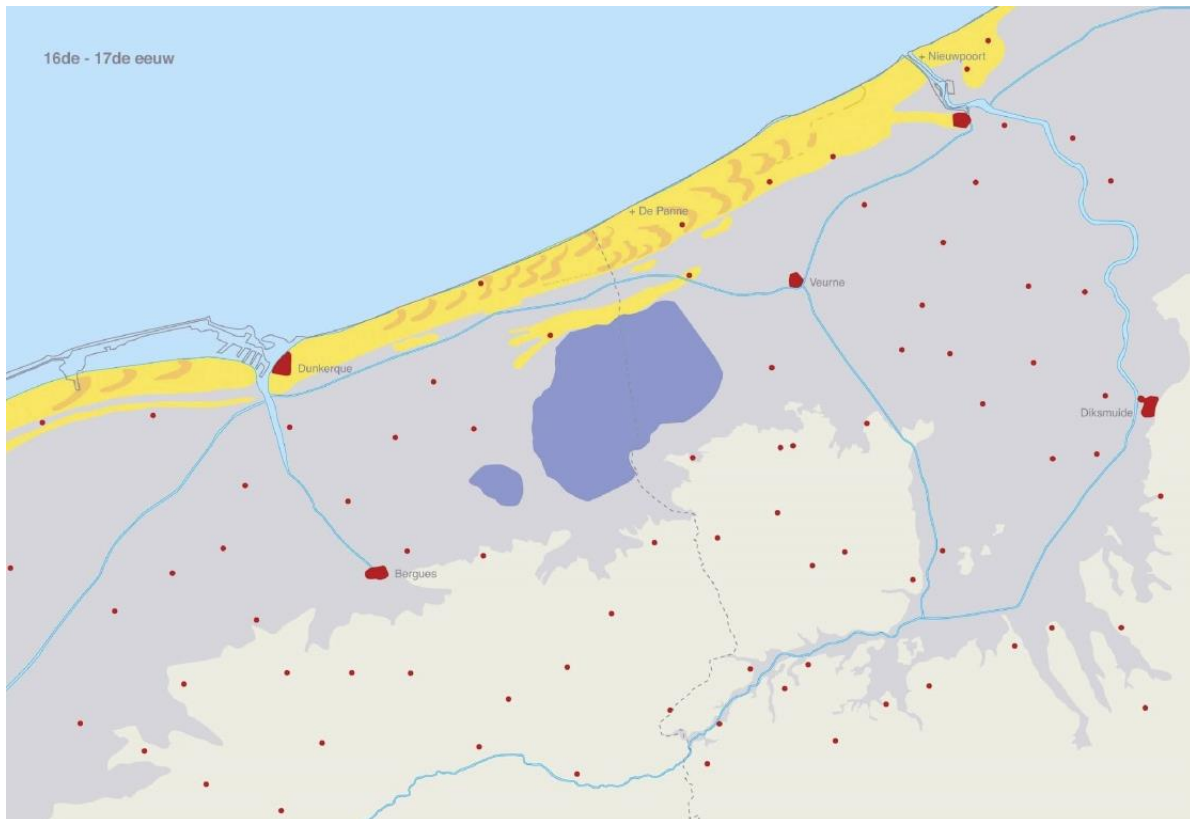 16de - 17de eeuw
+ Nieuwpoort
+ De Panne
Veurne
Dunkerque
Diksmuide
Bergues